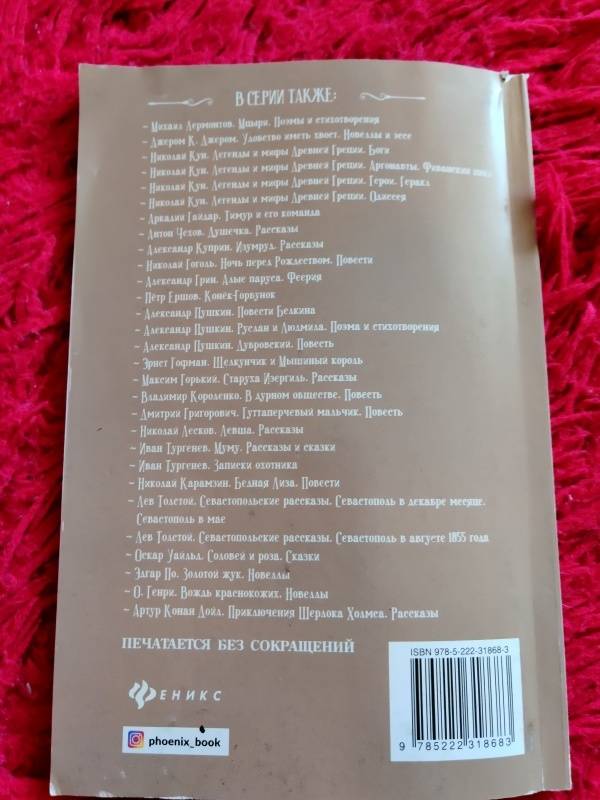 В СЕРИИ ТАКЖЕ:
~ Михаил Лермонтов. Мцыри. Поэмы и стихотворения
~ Джером К. Джером. Удовство иметь хвост. Новеллы и эссе
~ Николай Кун. Легенды и мифы Древней Греции. Боги
~ Николай Кун. Легенды и мифы Древней Греции. Аргонавты. Фиванский цикл
~ Николай Кун. Легенды и мифы Древней Греции. Герои. Геракл
~ Николай Кун. Легенды и мифы Древней Греции. Одиссея
~ Аркадий Гайдар. Тимур и его команда
~ Антон Чехов. Душечка. Рассказы
~ Александр Куприн. Изумруд. Рассказы
~ Николай Гоголь. Ночь перед Рождеством. Повести
~ Александр Грин. Алые паруса. Феерия
~ Пётр Ершов. Конёк-Горбунок
~ Александр Пушкин. Повести Белкина
~ Александр Пушкин. Руслан и Людмила. Поэма и стихотворения
~ Александр Пушкин. Дубровский. Повесть
~ Эрнст Гофман. Щелкунчик и Мышиный король
~ Максим Горький. Старуха Изергиль. Рассказы
~ Владимир Короленко. В дурном обществе. Повесть
~ Дмитрий Григорович. Гуттаперчевый мальчик. Повесть
~ Николай Лесков. Левша. Рассказы
~ Иван Тургенев. Муму. Рассказы и сказки
~ Иван Тургенев. Записки охотника
~ Николай Карамзин. Бедная Лиза. Повести
~ Лев Толстой. Севастопольские рассказы. Севастополь в декабре месяце.
Севастополь в мае
~ Лев Толстой. Севастопольские рассказы. Севастополь в августе 1855 года
~ Оскар Уайльд. Соловей и роза. Сказки
~ Эдгар По. Золотой жук. Новеллы
~ О. Генри. Вождь краснокожих. Новеллы
~ Артур Конан Дойл. Приключения Шерлока Холмса. Рассказы
ПЕЧАТАЕТСЯ БЕЗ СОКРАЩЕНИЙ
ISBN 978-5-222-31868-3
ФЕНИКС
phoenix_book
9 785222 318683